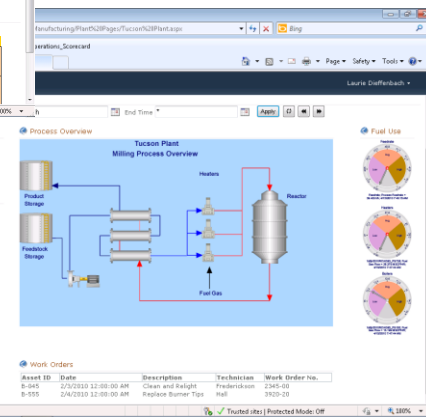 Manufacturing/Plant%20Pages/Tucson%20Plant.aspx
Bing
perations_Scorecard
Page Safety Tools
Laurie Dieffenbach
End Time *
Apply
Process Overview
Fuel Use
Tucson Plant
Milling Process Overview
Heaters
Reactor
Product
Storage
Feedstock
Storage
Fuel Gas
Work Orders
Asset ID Date Description Technician Work Order No.
B-045 2/3/2010 12:00:00 AM Clean and Relight Frederickson 2345-00
B-555 2/4/2010 12:00:00 AM Replace Burner Tips Hall 3920-20
Trusted sites | Protected Mode: Off
100%